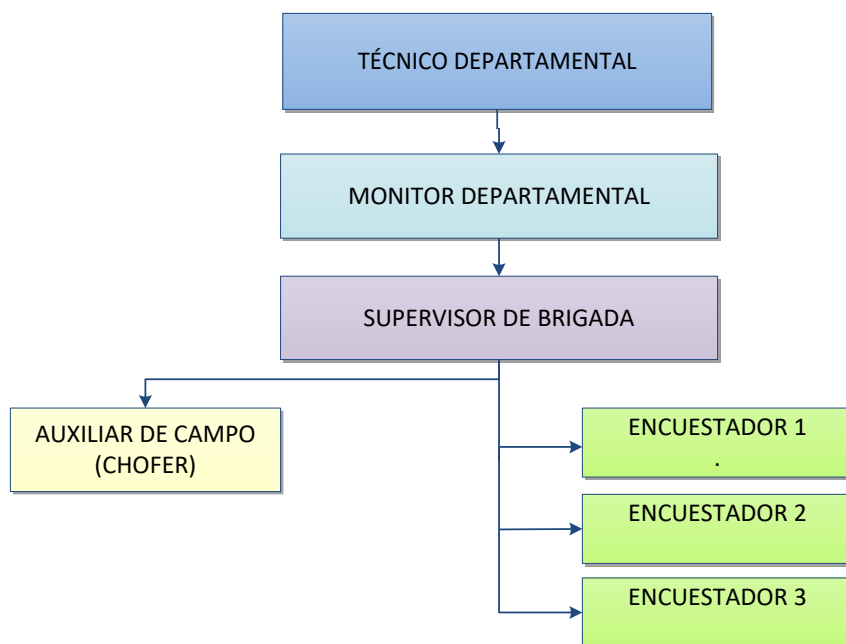 TÉCNICO DEPARTAMENTAL
MONITOR DEPARTAMENTAL
SUPERVISOR DE BRIGADA
AUXILIAR DE CAMPO
(CHOFER)
ENCUESTADOR 1
.
ENCUESTADOR 2
ENCUESTADOR 3